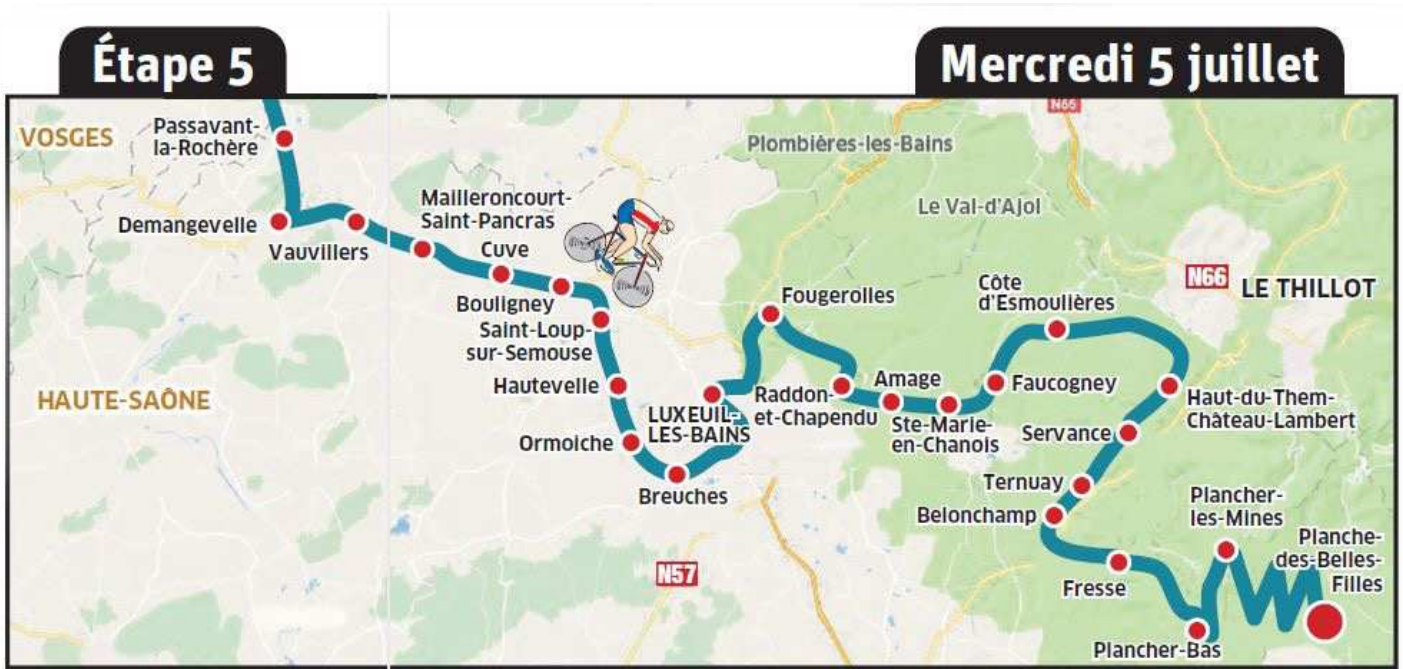 Étape 5
Mercredi 5 juillet
VOSGES
Passavant-
la-Rochère
Demangevelle
Vauvillers
Mailleroncourt-
Saint-Pancras
Cuve
Bouligney
Saint-Loup-
sur-Semouse
Hautevelle
Ormoiche
Breuches
LUXEUIL-
LES-BAINS
HAUTE-SAÔNE
N57
N66
Plombières-les-Bains
Le Val-d'Ajol
Fougerolles
Raddon-
et-Chapendu
Amage
Ste-Marie-
en-Chanois
Faucogney
Côte
d'Esmoulières
N66
LE THILLOT
Haut-du-Them-
Château-Lambert
Servance
Ternuay
Belonchamp
Fresse
Plancher-Bas
Plancher-
les-Mines
Planche-
des-Belles-
Filles